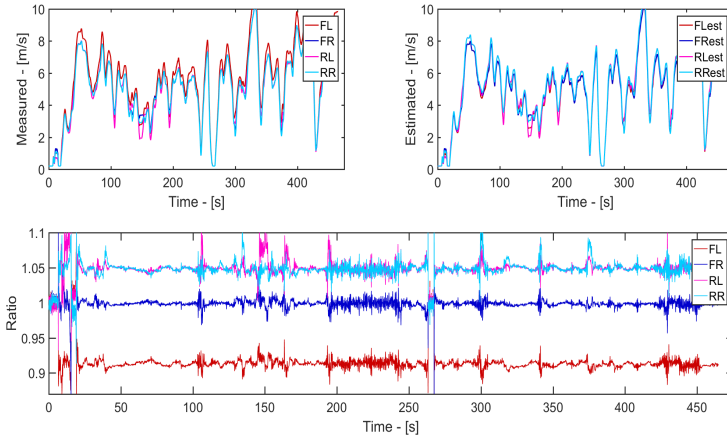 Measured - [m/s]
10
8
6
4
2
0
0 100 200 300 400
Time - [s]
FL
FR
RL
RR
Estimated - [m/s]
10
8
6
4
2
0
0 100 200 300 400
Time - [s]
FLest
FRest
RLest
RRest
Ratio
1.1
1.05
1
0.95
0.9
0 50 100 150 200 250 300 350 400 450
Time - [s]
FL
FR
RL
RR